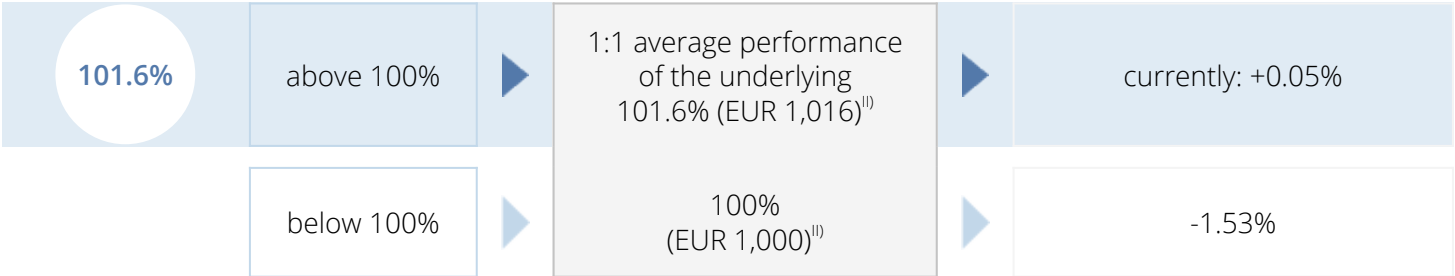 101.6%
above 100%
1:1 average performance
of the underlying
101.6% (EUR 1,016)II)
currently: +0.05%
below 100%
100%
(EUR 1,000)II)
-1.53%